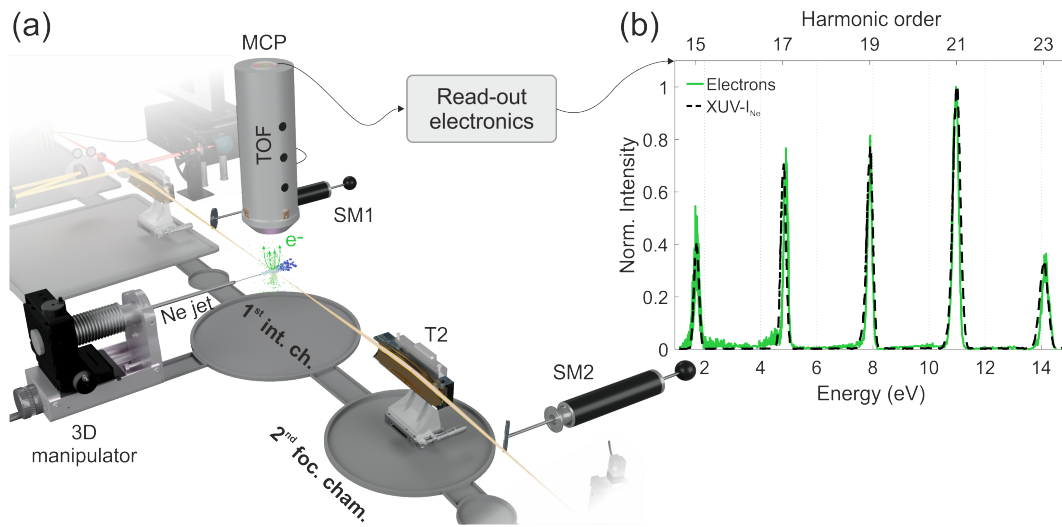 (a)
MCP
TOF
SM1
e-
Ne jet
1st int. ch.
T2
SM2
3D
manipulator
2nd foc. cham.
Read-out
electronics
(b)
Harmonic order
15 17 19 21 23
Electrons
XUV-INe
Norm. Intensity
1
0.8
0.6
0.4
0.2
0
2 4 6 8 10 12 14
Energy (eV)